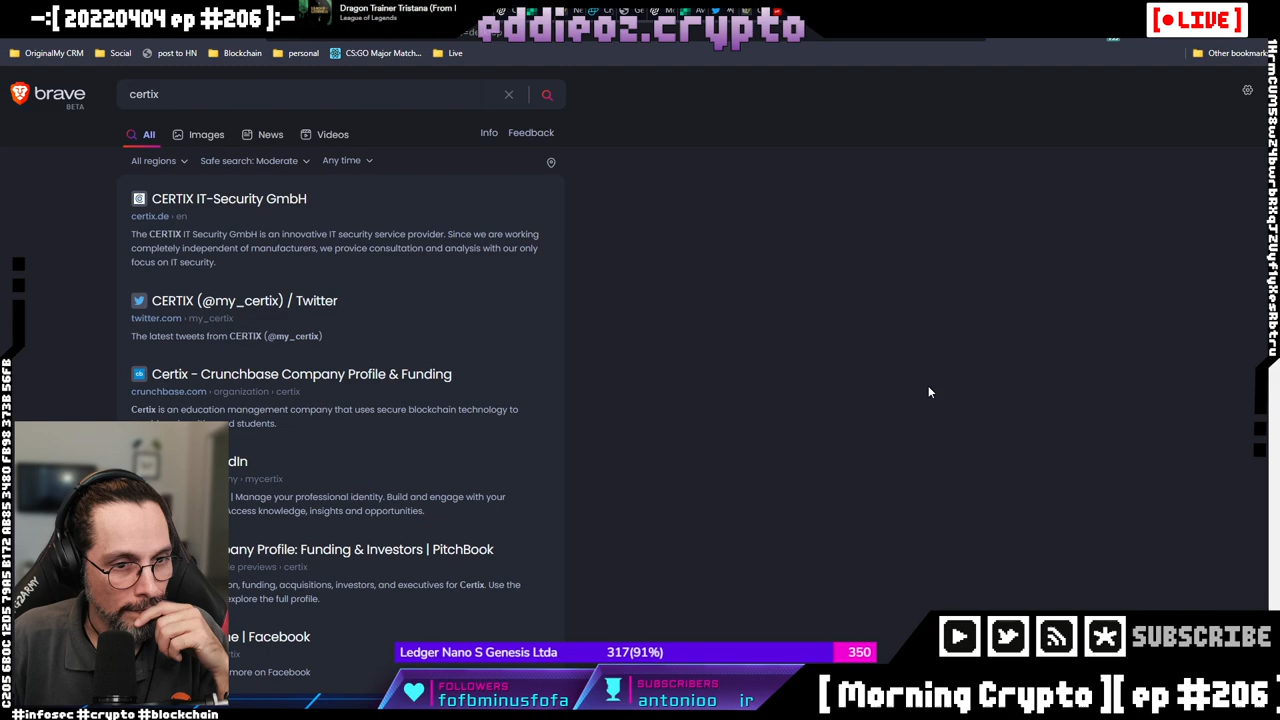 -:[ 20220404 ep #206 ]:-
Dragon Trainer Tristana (From
League of Legends
eddieoz.crypto
[•LIVE]
OriginalMy CRM
Social
post to HN
Blockchain
personal
CS:GO Major Match...
Live
Other bookmark
brave
BETA
certix
All
Images
News
Videos
Info
Feedback
All regions
Safe search: Moderate
Any time
CERTIX IT-Security GmbH
certix.de › en
The CERTIX IT Security GmbH is an innovative IT security service provider. Since we are working
completely independent of manufacturers, we provice consultation and analysis with our only
focus on IT security.
CERTIX (@my_certix) / Twitter
twitter.com › my_certix
The latest tweets from CERTIX (@my_certix)
Certix - Crunchbase Company Profile & Funding
crunchbase.com › organization › certix
Certix is an education management company that uses secure blockchain technology to
d students.
dIn
ny › mycertix
| Manage your professional identity. Build and engage with your
Access knowledge, insights and opportunities.
any Profile: Funding & Investors | PitchBook
e previews › certix
on, funding, acquisitions, investors, and executives for Certix. Use the
explore the full profile.
e | Facebook
rtix
more on Facebook
Ledger Nano S Genesis Ltda
317(91%)
350
FOLLOWERS
fofbminusfofa
SUBSCRIBERS
antonioo jr
SUBSCRIBE
[ Morning Crypto ][ ep #206 ]
#infosec #crypto #blockchain